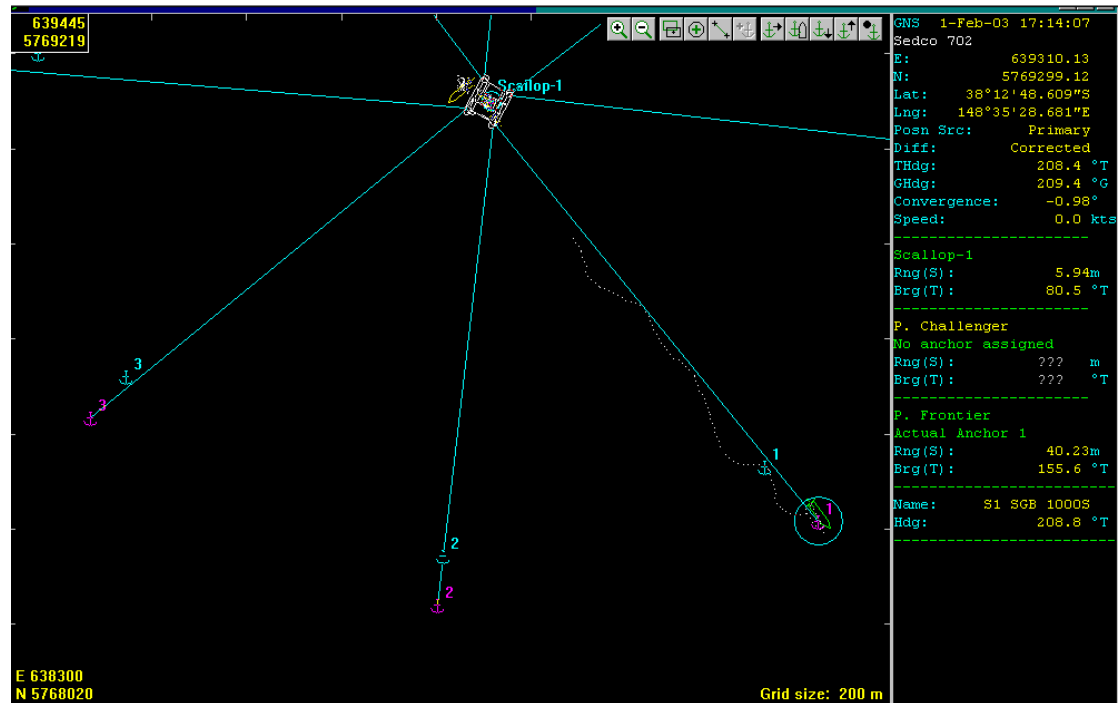 639445
5769219
Scallop-1
3
3
1
1
2
2
E 638300
N 5768020
Grid size: 200 m
GNS 1-Feb-03 17:14:07
Sedco 702
E: 639310.13
N: 5769299.12
Lat: 38°12'48.609"S
Lng: 148°35'28.681"E
Posn Src: Primary
Diff: Corrected
THdg: 208.4 °T
GHdg: 209.4 °G
Convergence: -0.98°
Speed: 0.0 kts
Scallop-1
Rng(S): 5.94m
Brg(T): 80.5 °T
P. Challenger
No anchor assigned
Rng(S): ??? m
Brg(T): ??? °T
P. Frontier
Actual Anchor 1
Rng(S): 40.23m
Brg(T): 155.6 °T
Name: S1 SGB 1000S
Hdg: 208.8 °T